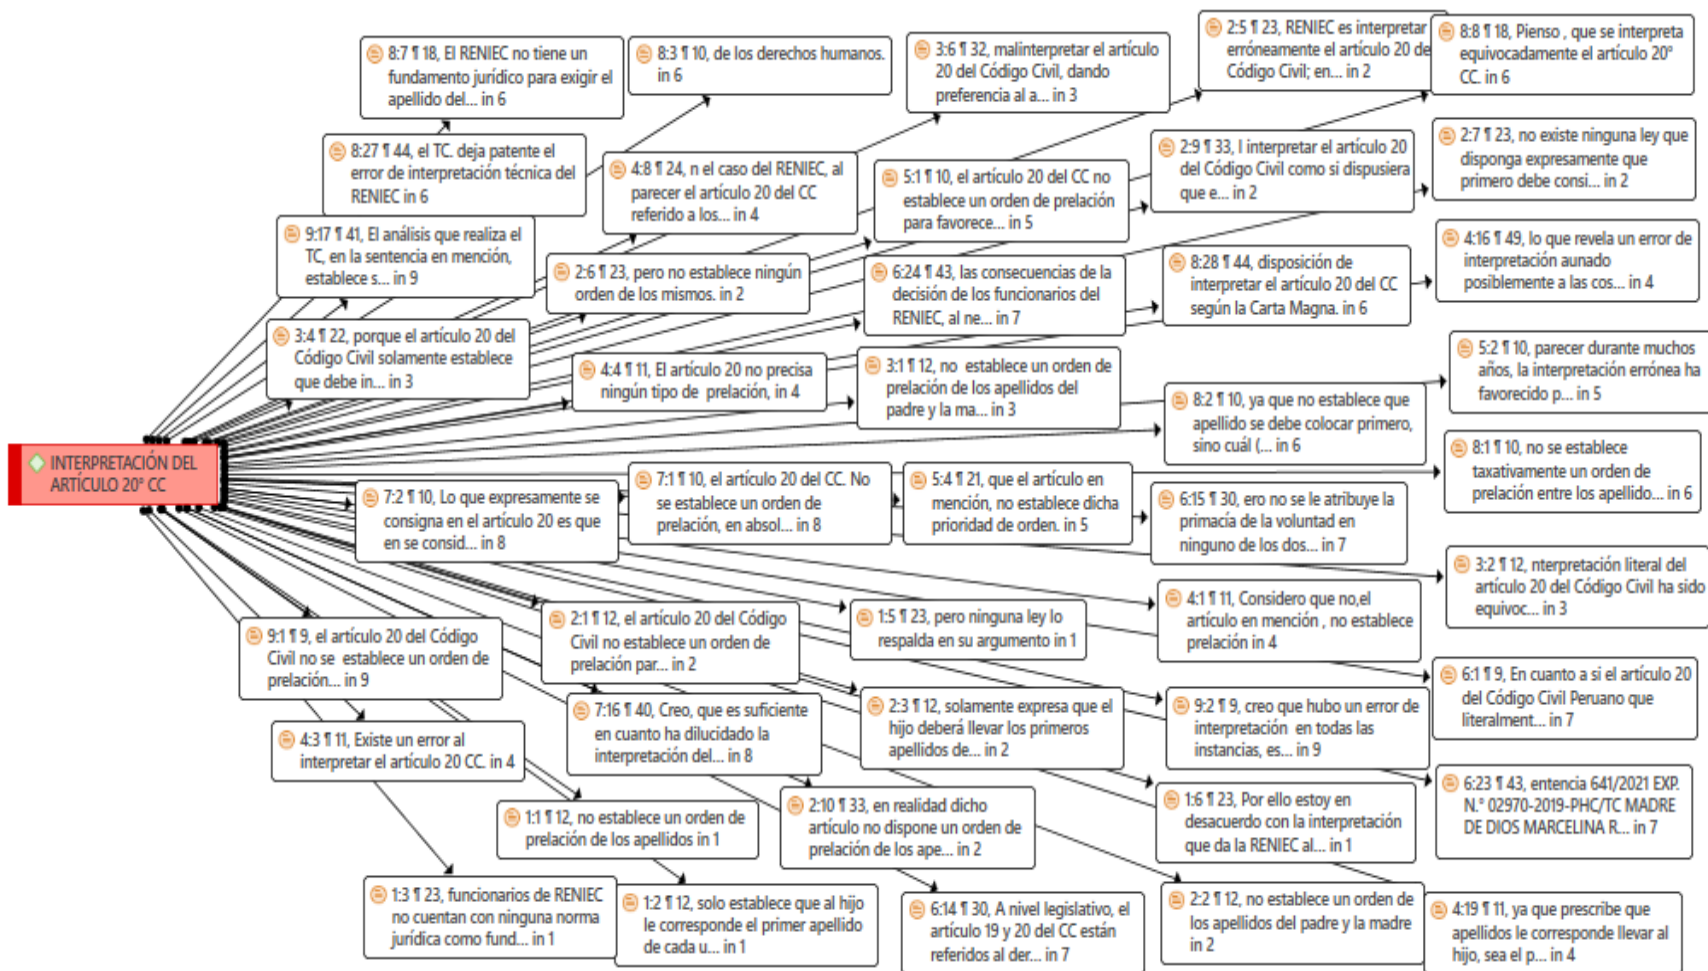 8:7 ¶ 18, El RENIEC no tiene un
fundamento jurídico para exigir el
apellido del... in 6
8:3 ¶ 10, de los derechos humanos.
in 6
3:6 ¶ 32, malinterpretar el artículo
20 del Código Civil, dando
preferencia al a... in 3
2:5 ¶ 23, RENIEC es interpretar
erróneamente el artículo 20 de
Código Civil; en... in 2
8:8 ¶ 18, Pienso , que se interpreta
equivocadamente el artículo 20°
CC. in 6
8:27 ¶ 44, el TC. deja patente el
error de interpretación técnica del
RENIEC in 6
4:8 ¶ 24, n el caso del RENIEC, al
parecer el artículo 20 del CC
referido a los... in 4
5:1 ¶ 10, el artículo 20 del CC no
establece un orden de prelación
para favorece... in 5
2:9 ¶ 33, l interpretar el artículo 20
del Código Civil como si dispusiera
que e... in 2
2:7 ¶ 23, no existe ninguna ley que
disponga expresamente que
primero debe consi... in 2
9:17 ¶ 41, El análisis que realiza el
TC, en la sentencia en mención,
establece s... in 9
2:6 ¶ 23, pero no establece ningún
orden de los mismos. in 2
6:24 ¶ 43, las consecuencias de la
decisión de los funcionarios del
RENIEC, al ne... in 7
8:28 ¶ 44, disposición de
interpretar el artículo 20 del CC
según la Carta Magna. in 6
4:16 ¶ 49, lo que revela un error de
interpretación aunado
posiblemente a las cos... in 4
3:4 ¶ 22, porque el artículo 20 del
Código Civil solamente establece
que debe in... in 3
4:4 ¶ 11, El artículo 20 no precisa
ningún tipo de prelación, in 4
3:1 ¶ 12, no establece un orden de
prelación de los apellidos del
padre y la ma... in 3
8:2 ¶ 10, ya que no establece que
apellido se debe colocar primero,
sino cuál (... in 6
5:2 ¶ 10, parecer durante muchos
años, la interpretación errónea ha
favorecido p... in 5
INTERPRETACIÓN DEL
ARTÍCULO 20° CC
7:2 ¶ 10, Lo que expresamente se
consigna en el artículo 20 es que
en se consid... in 8
7:1 ¶ 10, el artículo 20 del CC. No
se establece un orden de
prelación, en absol... in 8
5:4 ¶ 21, que el artículo en
mención, no establece dicha
prioridad de orden. in 5
6:15 ¶ 30, ero no se le atribuye la
primacía de la voluntad en
ninguno de los dos... in 7
8:1 ¶ 10, no se establece
taxativamente un orden de
prelación entre los apellido... in 6
3:2 ¶ 12, nterpretación literal del
artículo 20 del Código Civil ha sido
equivoc... in 3
9:1 ¶ 9, el artículo 20 del Código
Civil no se establece un orden de
prelación... in 9
2:1 ¶ 12, el artículo 20 del Código
Civil no establece un orden de
prelación par... in 2
1:5 ¶ 23, pero ninguna ley lo
respalda en su argumento in 1
4:1 ¶ 11, Considero que no,el
artículo en mención , no establece
prelación in 4
6:1 ¶ 9, En cuanto a si el artículo 20
del Código Civil Peruano que
literalment... in 7
4:3 ¶ 11, Existe un error al
interpretar el artículo 20 CC. in 4
7:16 ¶ 40, Creo, que es suficiente
en cuanto ha dilucidado la
interpretación del... in 8
2:3 ¶ 12, solamente expresa que el
hijo deberá llevar los primeros
apellidos de... in 2
9:2 ¶ 9, creo que hubo un error de
interpretación en todas las
instancias, es... in 9
6:23 ¶ 43, entencia 641/2021 EXP.
N.° 02970-2019-PHC/TC MADRE
DE DIOS MARCELINA R... in 7
1:1 ¶ 12, no establece un orden de
prelación de los apellidos in 1
2:10 ¶ 33, en realidad dicho
artículo no dispone un orden de
prelación de los ape... in 2
1:6 ¶ 23, Por ello estoy en
desacuerdo con la interpretación
que da la RENIEC al... in 1
1:3 ¶ 23, funcionarios de RENIEC
no cuentan con ninguna norma
jurídica como fund... in 1
1:2 ¶ 12, solo establece que al hijo
le corresponde el primer apellido
de cada u... in 1
6:14 ¶ 30, A nivel legislativo, el
artículo 19 y 20 del CC están
referidos al der... in 7
2:2 ¶ 12, no establece un orden de
los apellidos del padre y la madre
in 2
4:19 ¶ 11, ya que prescribe que
apellidos le corresponde llevar al
hijo, sea el p... in 4